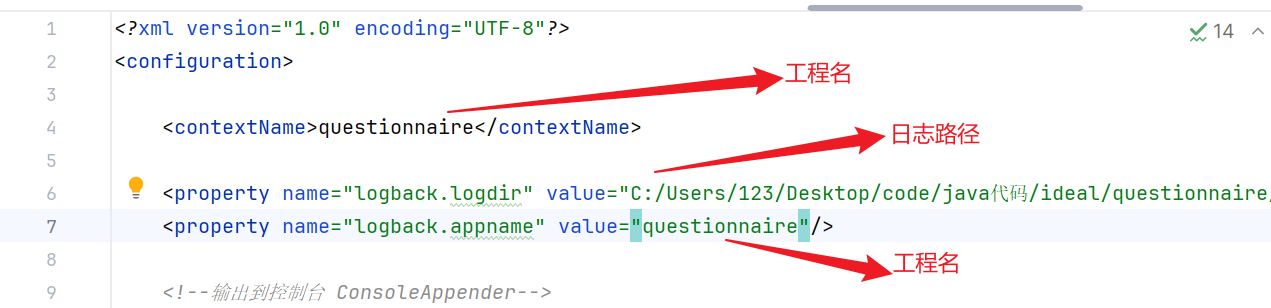 1 <?xml version="1.0" encoding="UTF-8"?>
14
2 <configuration>
3
工程名
4 <contextName>questionnaire</contextName>
日志路径
5
6 <property name="logback.logdir" value="C:/Users/123/Desktop/code/java代码/ideal/questionnaire/
7 <property name="logback.appname" value="questionnaire"/>
工程名
8
9 <!--输出到控制台 ConsoleAppender-->